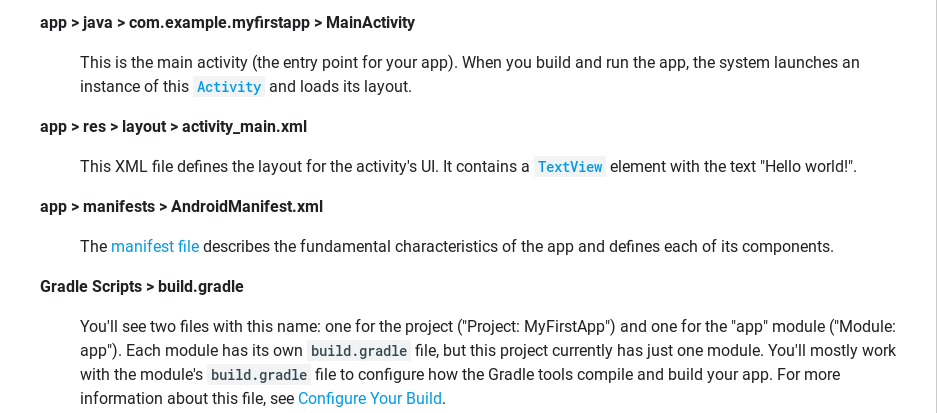 app > java > com.example.myfirstapp > MainActivity
This is the main activity (the entry point for your app). When you build and run the app, the system launches an
instance of this Activity and loads its layout.
app > res > layout > activity_main.xml
This XML file defines the layout for the activity's UI. It contains a TextView element with the text "Hello world!".
app > manifests > AndroidManifest.xml
The manifest file describes the fundamental characteristics of the app and defines each of its components.
Gradle Scripts > build.gradle
You'll see two files with this name: one for the project ("Project: MyFirstApp") and one for the "app" module ("Module:
app"). Each module has its own build.gradle file, but this project currently has just one module. You'll mostly work
with the module's build.gradle file to configure how the Gradle tools compile and build your app. For more
information about this file, see Configure Your Build.